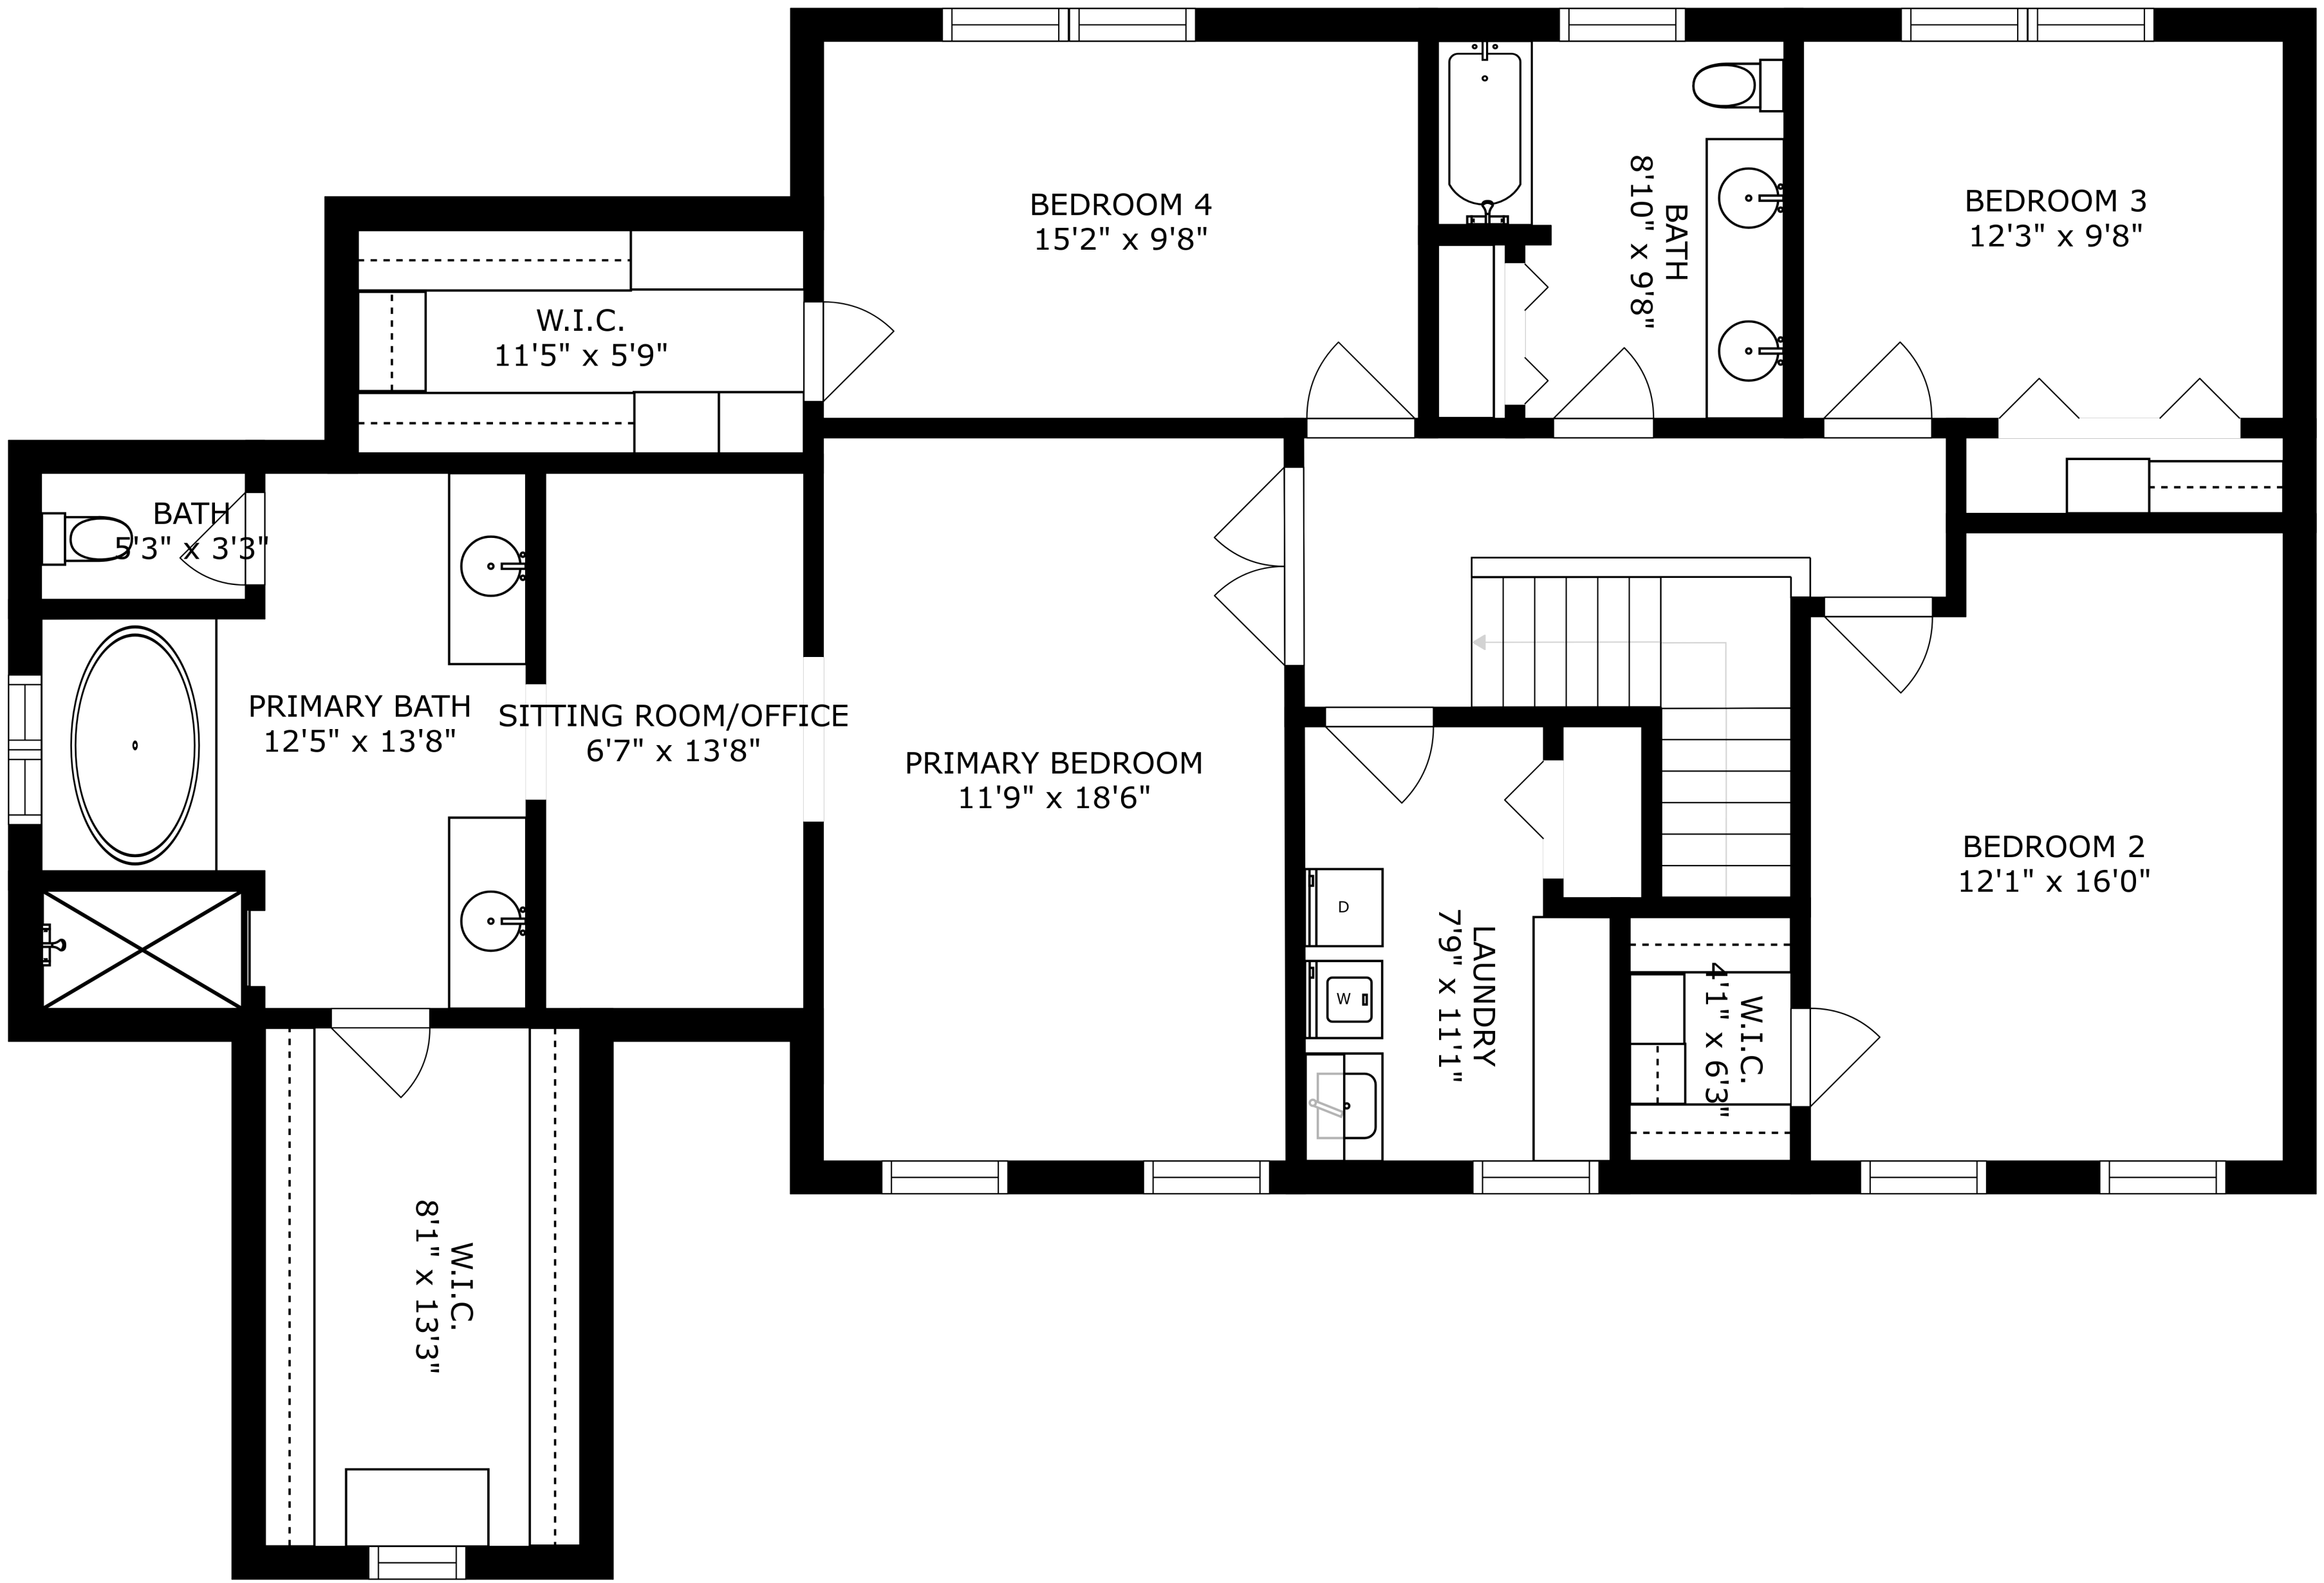 BEDROOM 4
15'2" x 9'8"
BATH
8'10" x 9'8"
BEDROOM 3
12'3" x 9'8"
W.I.C.
11'5" x 5'9"
BATH
5'3" x 3'3"
PRIMARY BATH
12'5" x 13'8"
SITTING ROOM/OFFICE
6'7" x 13'8"
PRIMARY BEDROOM
11'9" x 18'6"
BEDROOM 2
12'1" x 16'0"
D
W
LAUNDRY
7'9" x 11'1"
W.I.C.
4'1" x 6'3"
W.I.C.
8'1" x 13'3"